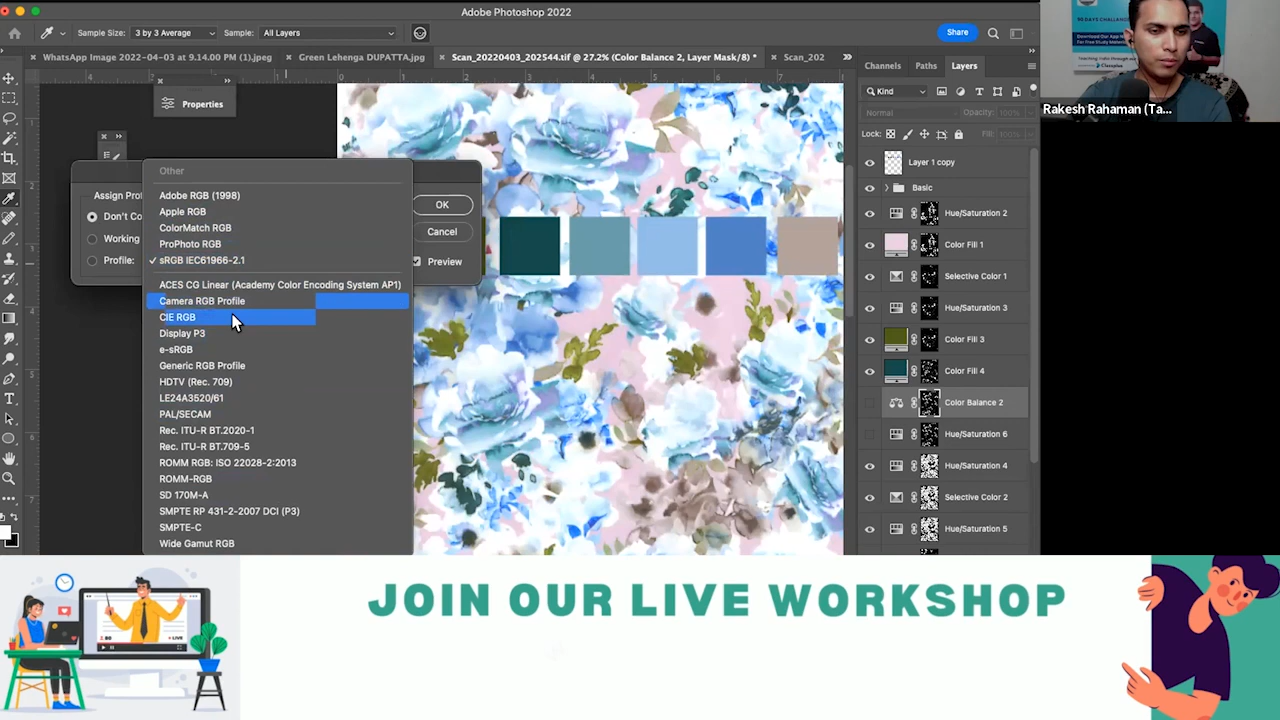 Adobe Photoshop 2022
Sample Size: 3 by 3 Average Sample: All Layers
Share
WhatsApp Image 2022-04-03 at 9.14.00 PM (1).jpeg
Green Lehenga DUPATTA.jpg
Scan_20220403_202544.tif @ 27.2% (Color Balance 2, Layer Mask/8) *
Scan_202
Properties
Other
Adobe RGB (1998)
Apple RGB
ColorMatch RGB
ProPhoto RGB
sRGB IEC61966-2.1
ACES CG Linear (Academy Color Encoding System AP1)
Camera RGB Profile
CIE RGB
Display P3
e-sRGB
Generic RGB Profile
HDTV (Rec. 709)
LE24A3520/61
PAL/SECAM
Rec. ITU-R BT.2020-1
Rec. ITU-R BT.709-5
ROMM RGB: ISO 22028-2:2013
ROMM-RGB
SD 170M-A
SMPTE RP 431-2-2007 DCI (P3)
SMPTE-C
Wide Gamut RGB
Assign Prof
Don't Co
Working
Profile:
OK
Cancel
Preview
Channels Paths Layers
Kind
Normal Opacity: 100%
Lock: Fill: 100%
Layer 1 copy
Basic
Hue/Saturation 2
Color Fill 1
Selective Color 1
Hue/Saturation 3
Color Fill 3
Color Fill 4
Color Balance 2
Hue/Saturation 6
Hue/Saturation 4
Selective Color 2
Hue/Saturation 5
Rakesh Rahaman (Ta...
JOIN OUR LIVE WORKSHOP